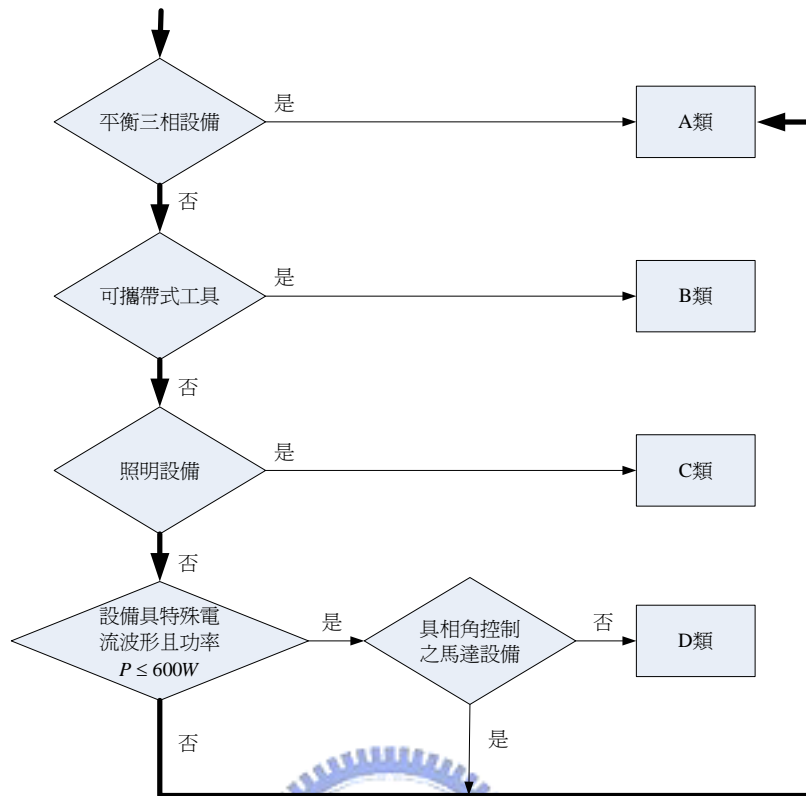 平衡三相設備
是
A類
否
可攜帶式工具
是
B類
否
照明設備
是
C類
否
設備具特殊電
流波形且功率
P ≤ 600W
是
具相角控制
之馬達設備
否
D類
否
是